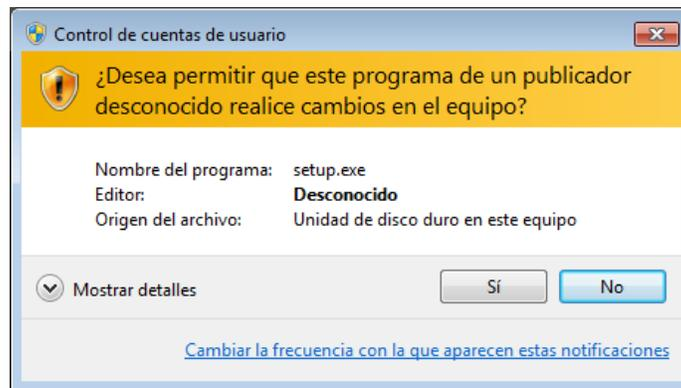 Control de cuentas de usuario
¿Desea permitir que este programa de un publicador
desconocido realice cambios en el equipo?
Nombre del programa: setup.exe
Editor: Desconocido
Origen del archivo: Unidad de disco duro en este equipo
Mostrar detalles Sí No
Cambiar la frecuencia con la que aparecen estas notificaciones